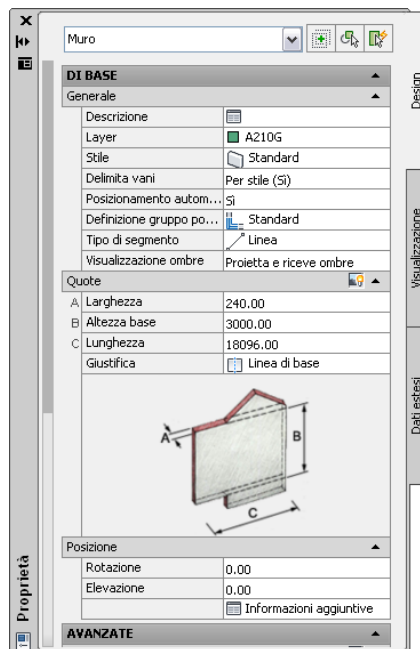 Muro
DI BASE
Generale
Descrizione
Layer A210G
Stile Standard
Delimita vani Per stile (Sì)
Posizionamento autom... Sì
Definizione gruppo po... Standard
Tipo di segmento Linea
Visualizzazione ombre Proietta e riceve ombre
Quote
A Larghezza 240.00
B Altezza base 3000.00
C Lunghezza 18096.00
Giustifica Linea di base
A
B
C
Posizione
Rotazione 0.00
Elevazione 0.00
Informazioni aggiuntive
AVANZATE
Proprietà
Design
Visualizzazione
Dati estesi